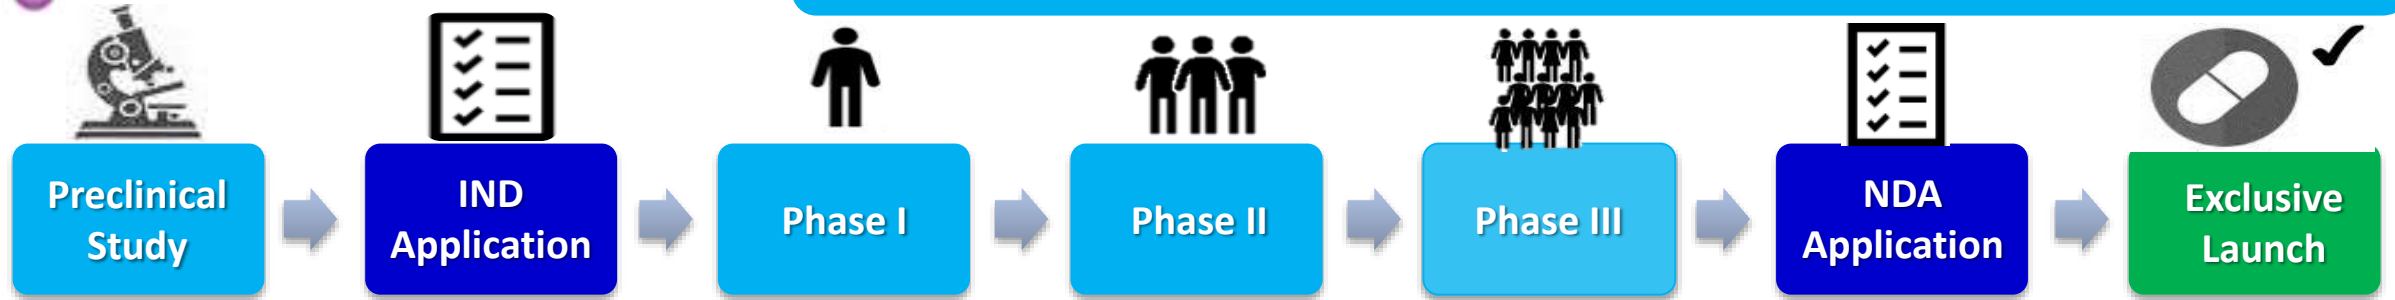 Preclinical
Study
IND
Application
Phase I
Phase II
Phase III
NDA
Application
Exclusive
Launch